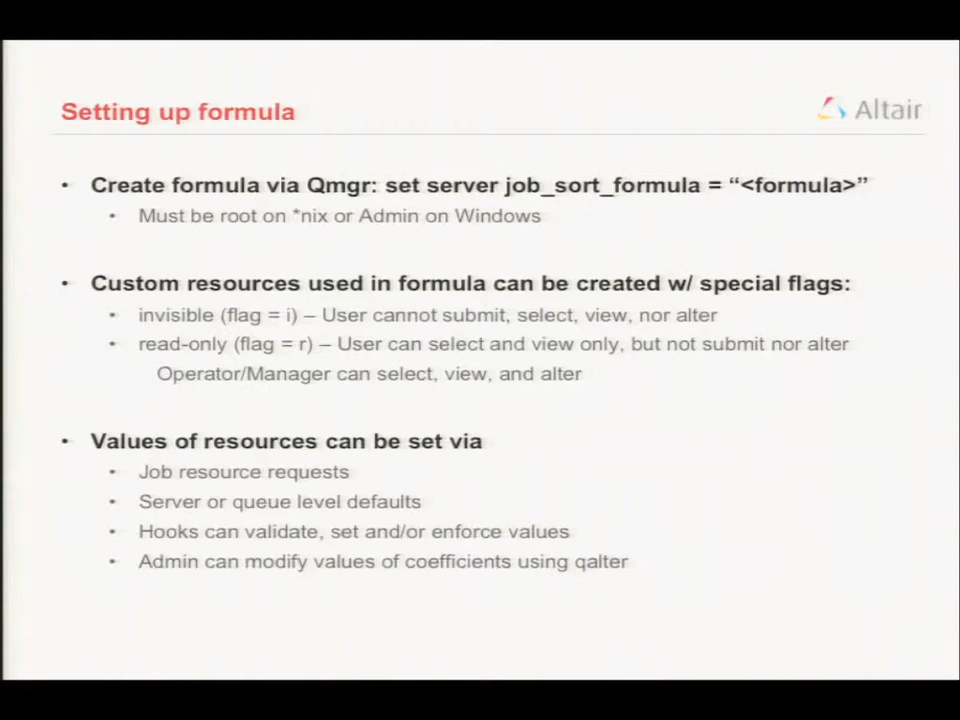 Setting up formula
Altair
• Create formula via Qmgr: set server job_sort_formula = “<formula>”
• Must be root on *nix or Admin on Windows
• Custom resources used in formula can be created w/ special flags:
• invisible (flag = i) – User cannot submit, select, view, nor alter
• read-only (flag = r) – User can select and view only, but not submit nor alter
Operator/Manager can select, view, and alter
• Values of resources can be set via
• Job resource requests
• Server or queue level defaults
• Hooks can validate, set and/or enforce values
• Admin can modify values of coefficients using qalter